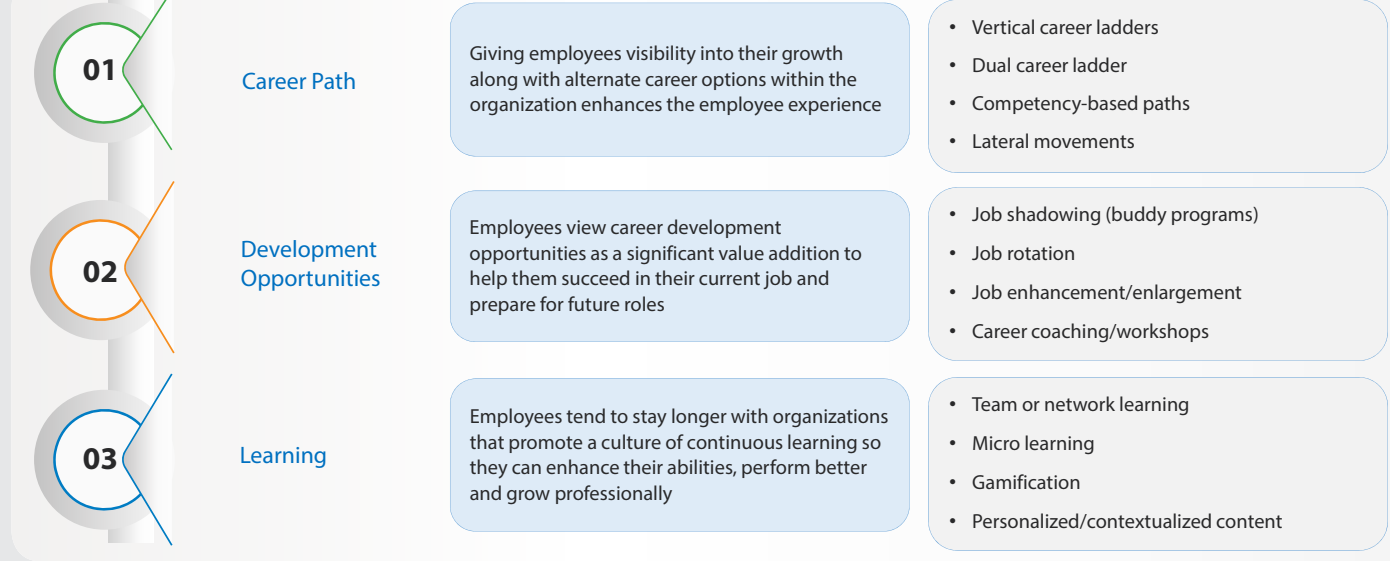 01
Career Path
Giving employees visibility into their growth
along with alternate career options within the
organization enhances the employee experience
• Vertical career ladders
• Dual career ladder
• Competency-based paths
• Lateral movements
02
Development
Opportunities
Employees view career development
opportunities as a significant value addition to
help them succeed in their current job and
prepare for future roles
• Job shadowing (buddy programs)
• Job rotation
• Job enhancement/enlargement
• Career coaching/workshops
03
Learning
Employees tend to stay longer with organizations
that promote a culture of continuous learning so
they can enhance their abilities, perform better
and grow professionally
• Team or network learning
• Micro learning
• Gamification
• Personalized/contextualized content